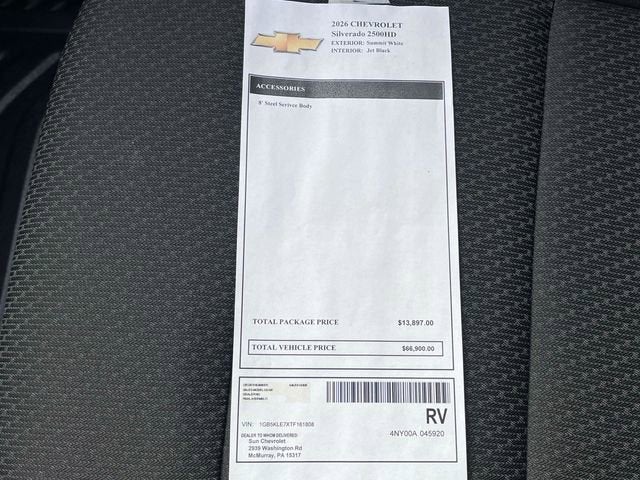 2026 CHEVROLET
Silverado 2500HD
EXTERIOR: Summit White
INTERIOR: Jet Black
ACCESSORIES
8' Steel Serivce Body
TOTAL PACKAGE PRICE $13,897.00
TOTAL VEHICLE PRICE $66,900.00
RV
VIN: 1GB5KLE7XTF161808
4NY00A 045920
DEALER TO WHOM DELIVERED
Sun Chevrolet
2939 Washington Rd
McMurray, PA 15317